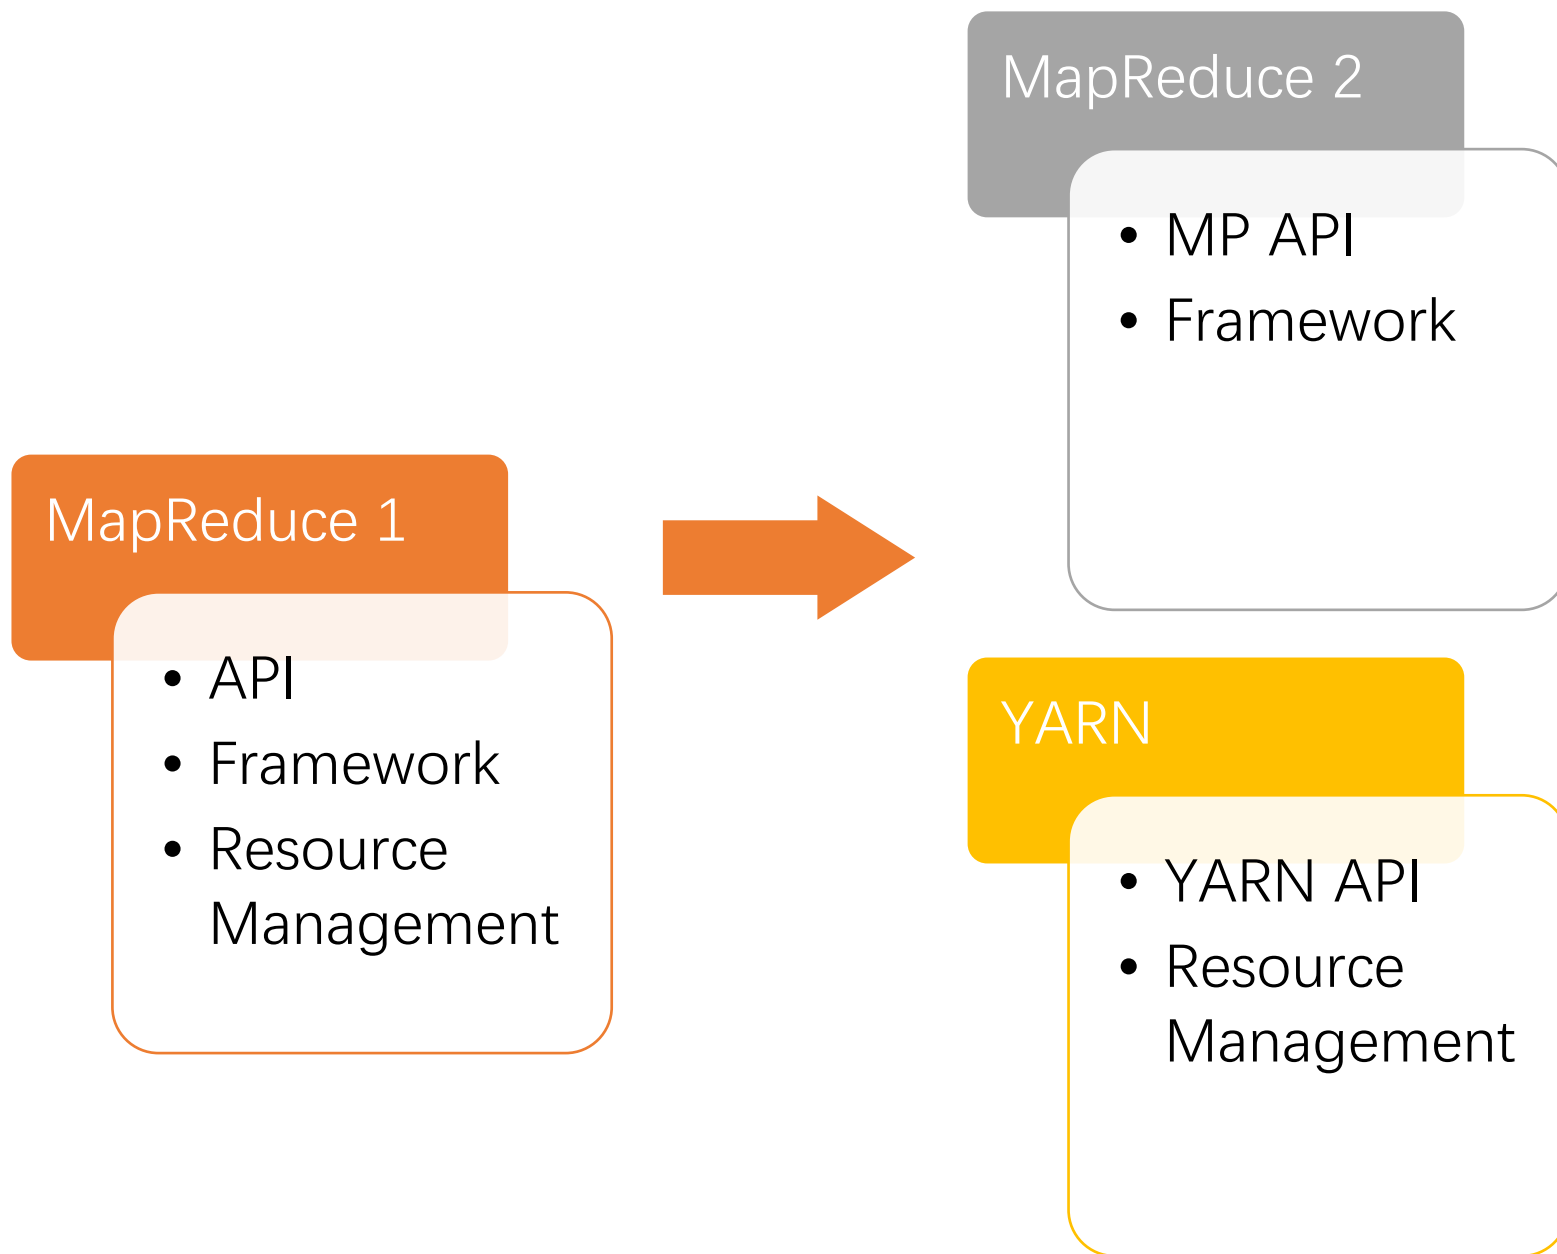 MapReduce 1
• API
• Framework
• Resource
Management
MapReduce 2
• MP API
• Framework
YARN
• YARN API
• Resource
Management